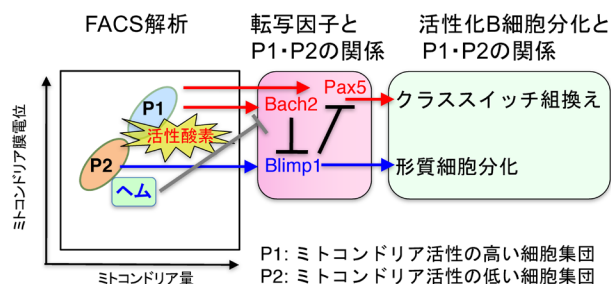 FACS解析
転写因子と
P1・P2の関係
活性化B細胞分化と
P1・P2の関係
ミトコンドリア膜電位
P1
活性酸素
P2
ヘム
Pax5
Bach2
Blimp1
クラススイッチ組換え
形質細胞分化
ミトコンドリア量
P1: ミトコンドリア活性の高い細胞集団
P2: ミトコンドリア活性の低い細胞集団